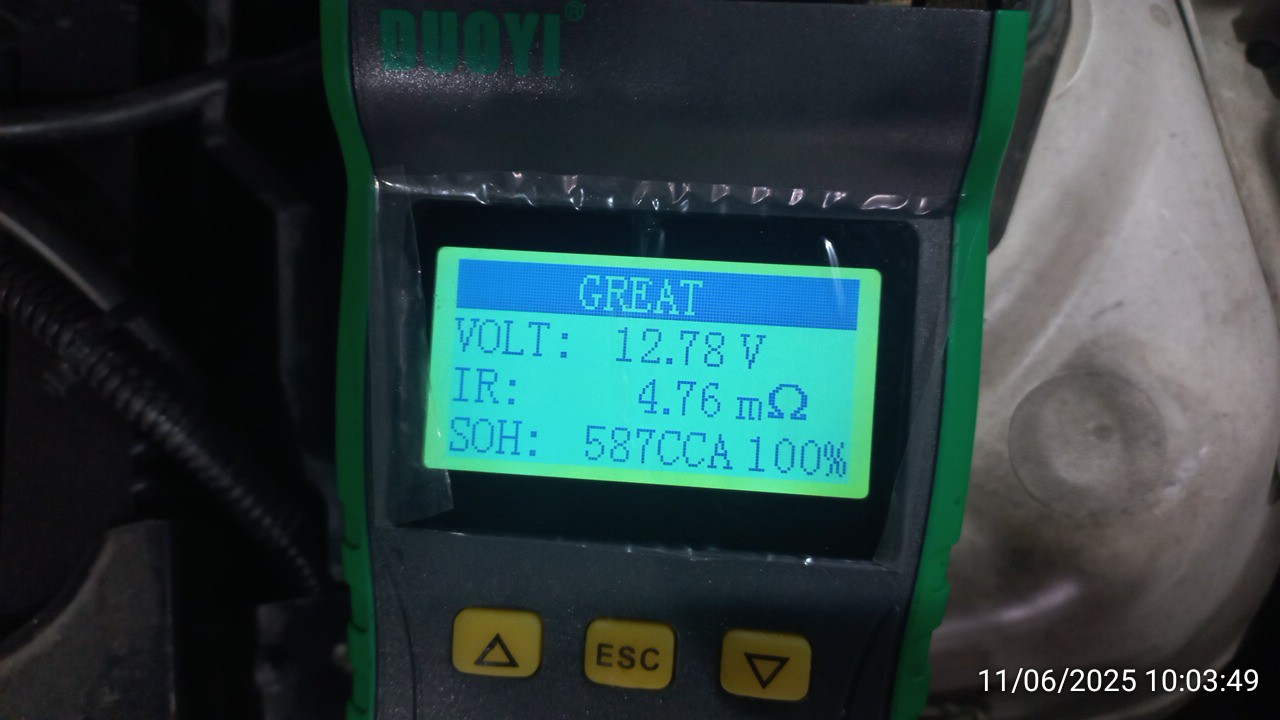 DUOYI®
GREAT
VOLT: 12.78 V
IR: 4.76 mΩ
SOH: 587CCA 100%
ESC
11/06/2025 10:03:49